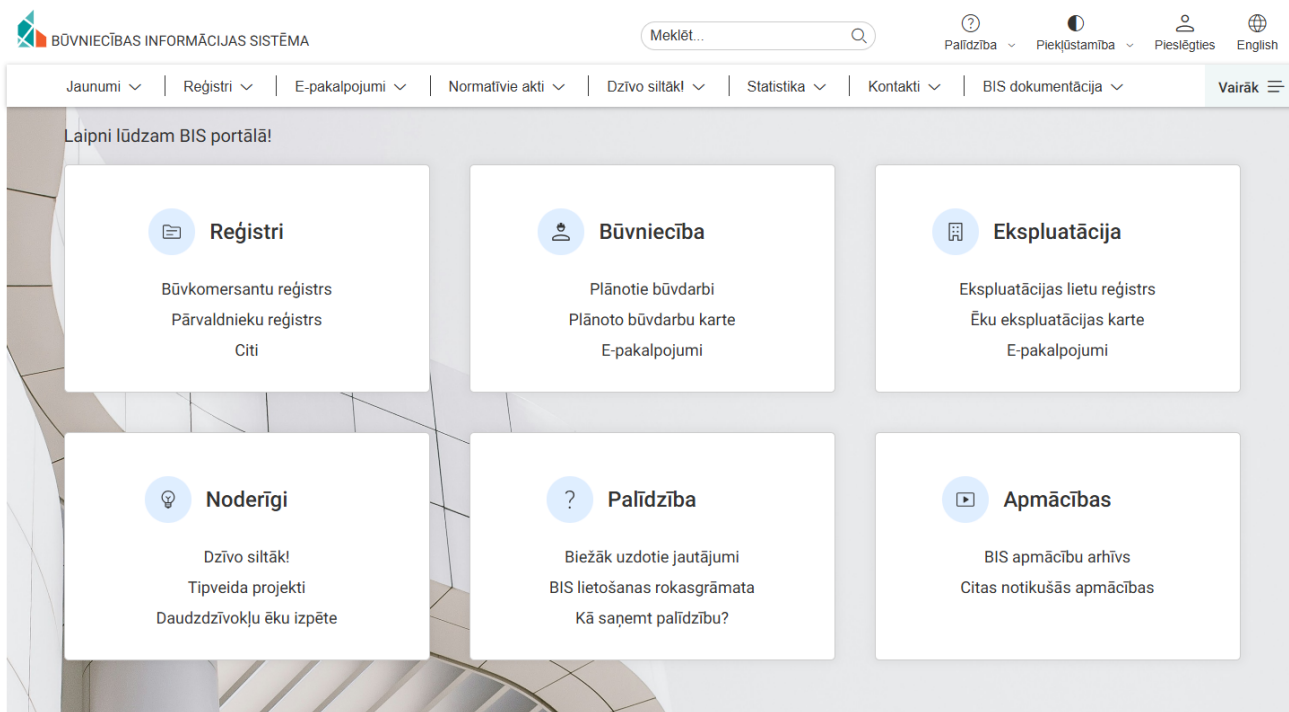 BŪVNIECĪBAS INFORMĀCIJAS SISTĒMA
Meklēt...
Palīdzība
Piekļūstamība
Pieslēgties
English
Jaunumi
Reģistri
E-pakalpojumi
Normatīvie akti
Dzīvo siltāk!
Statistika
Kontakti
BIS dokumentācija
Vairāk
Laipni lūdzam BIS portālā!
Reģistri
Būvkomersantu reģistrs
Pārvaldnieku reģistrs
Citi
Būvniecība
Plānotie būvdarbi
Plānoto būvdarbu karte
E-pakalpojumi
Ekspluatācija
Ekspluatācijas lietu reģistrs
Ēku ekspluatācijas karte
E-pakalpojumi
Noderīgi
Dzīvo siltāk!
Tipveida projekti
Daudzdzīvokļu ēku izpēte
? Palīdzība
Biežāk uzdotie jautājumi
BIS lietošanas rokasgrāmata
Kā saņemt palīdzību?
Apmācības
BIS apmācību arhīvs
Citas notikušās apmācības